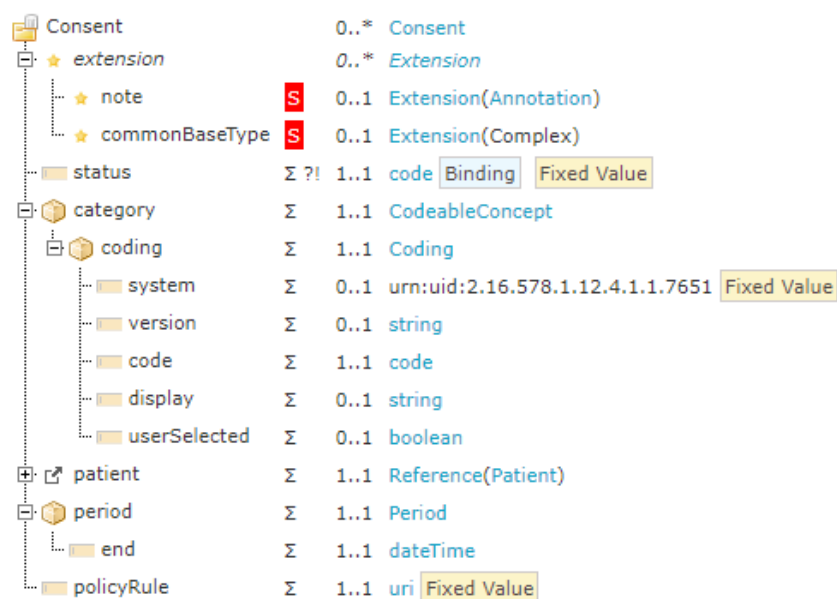 Consent 0..* Consent
extension 0..* Extension
note S 0..1 Extension(Annotation)
commonBaseType S 0..1 Extension(Complex)
status Σ ?! 1..1 code Binding Fixed Value
category Σ 1..1 CodeableConcept
coding Σ 1..1 Coding
system Σ 0..1 urn:uid:2.16.578.1.12.4.1.1.7651 Fixed Value
version Σ 0..1 string
code Σ 1..1 code
display Σ 0..1 string
userSelected Σ 0..1 boolean
patient Σ 1..1 Reference(Patient)
period Σ 1..1 Period
end Σ 1..1 dateTime
policyRule Σ 1..1 uri Fixed Value